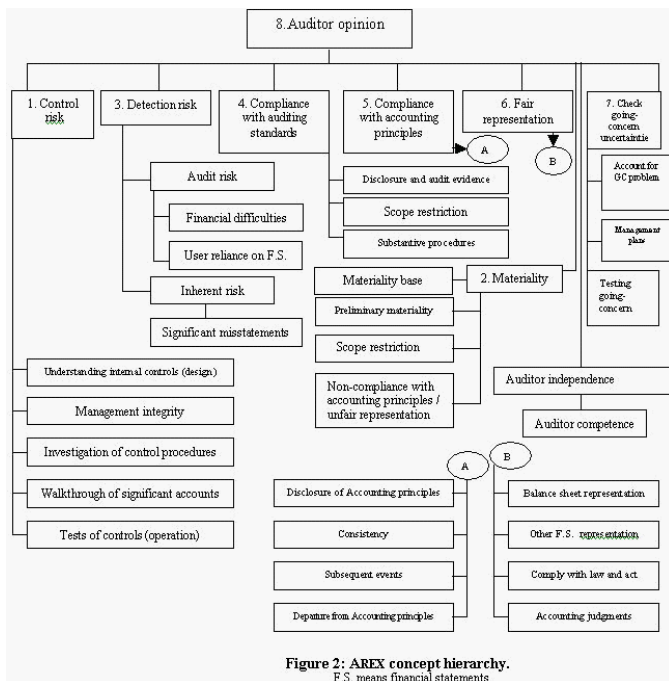 8.Auditor opinion
1. Control
risk
3. Detection risk
4. Compliance
with auditing
standards
5. Compliance
with accounting
principles
6. Fair
representation
7. Check
going-
concern
uncertaintie
A
B
Account for
GC problem
Management
plans
Testing
going-
concern
Audit risk
Financial difficulties
User reliance on F.S.
Inherent risk
Significant misstatements
Disclosure and audit evidence
Scope restriction
Substantive procedures
2. Materiality
Materiality base
Preliminary materiality
Scope restriction
Non-compliance with
accounting principles /
unfair representation
Auditor independence
Auditor competence
Understanding internal controls (design)
Management integrity
Investigation of control procedures
Walkthrough of significant accounts
Tests of controls (operation)
A
B
Disclosure of Accounting principles
Consistency
Subsequent events
Departure from Accounting principles
Balance sheet representation
Other F.S. representation
Comply with law and act
Accounting judgments
Figure 2: AREX concept hierarchy.
F.S. means financial statements